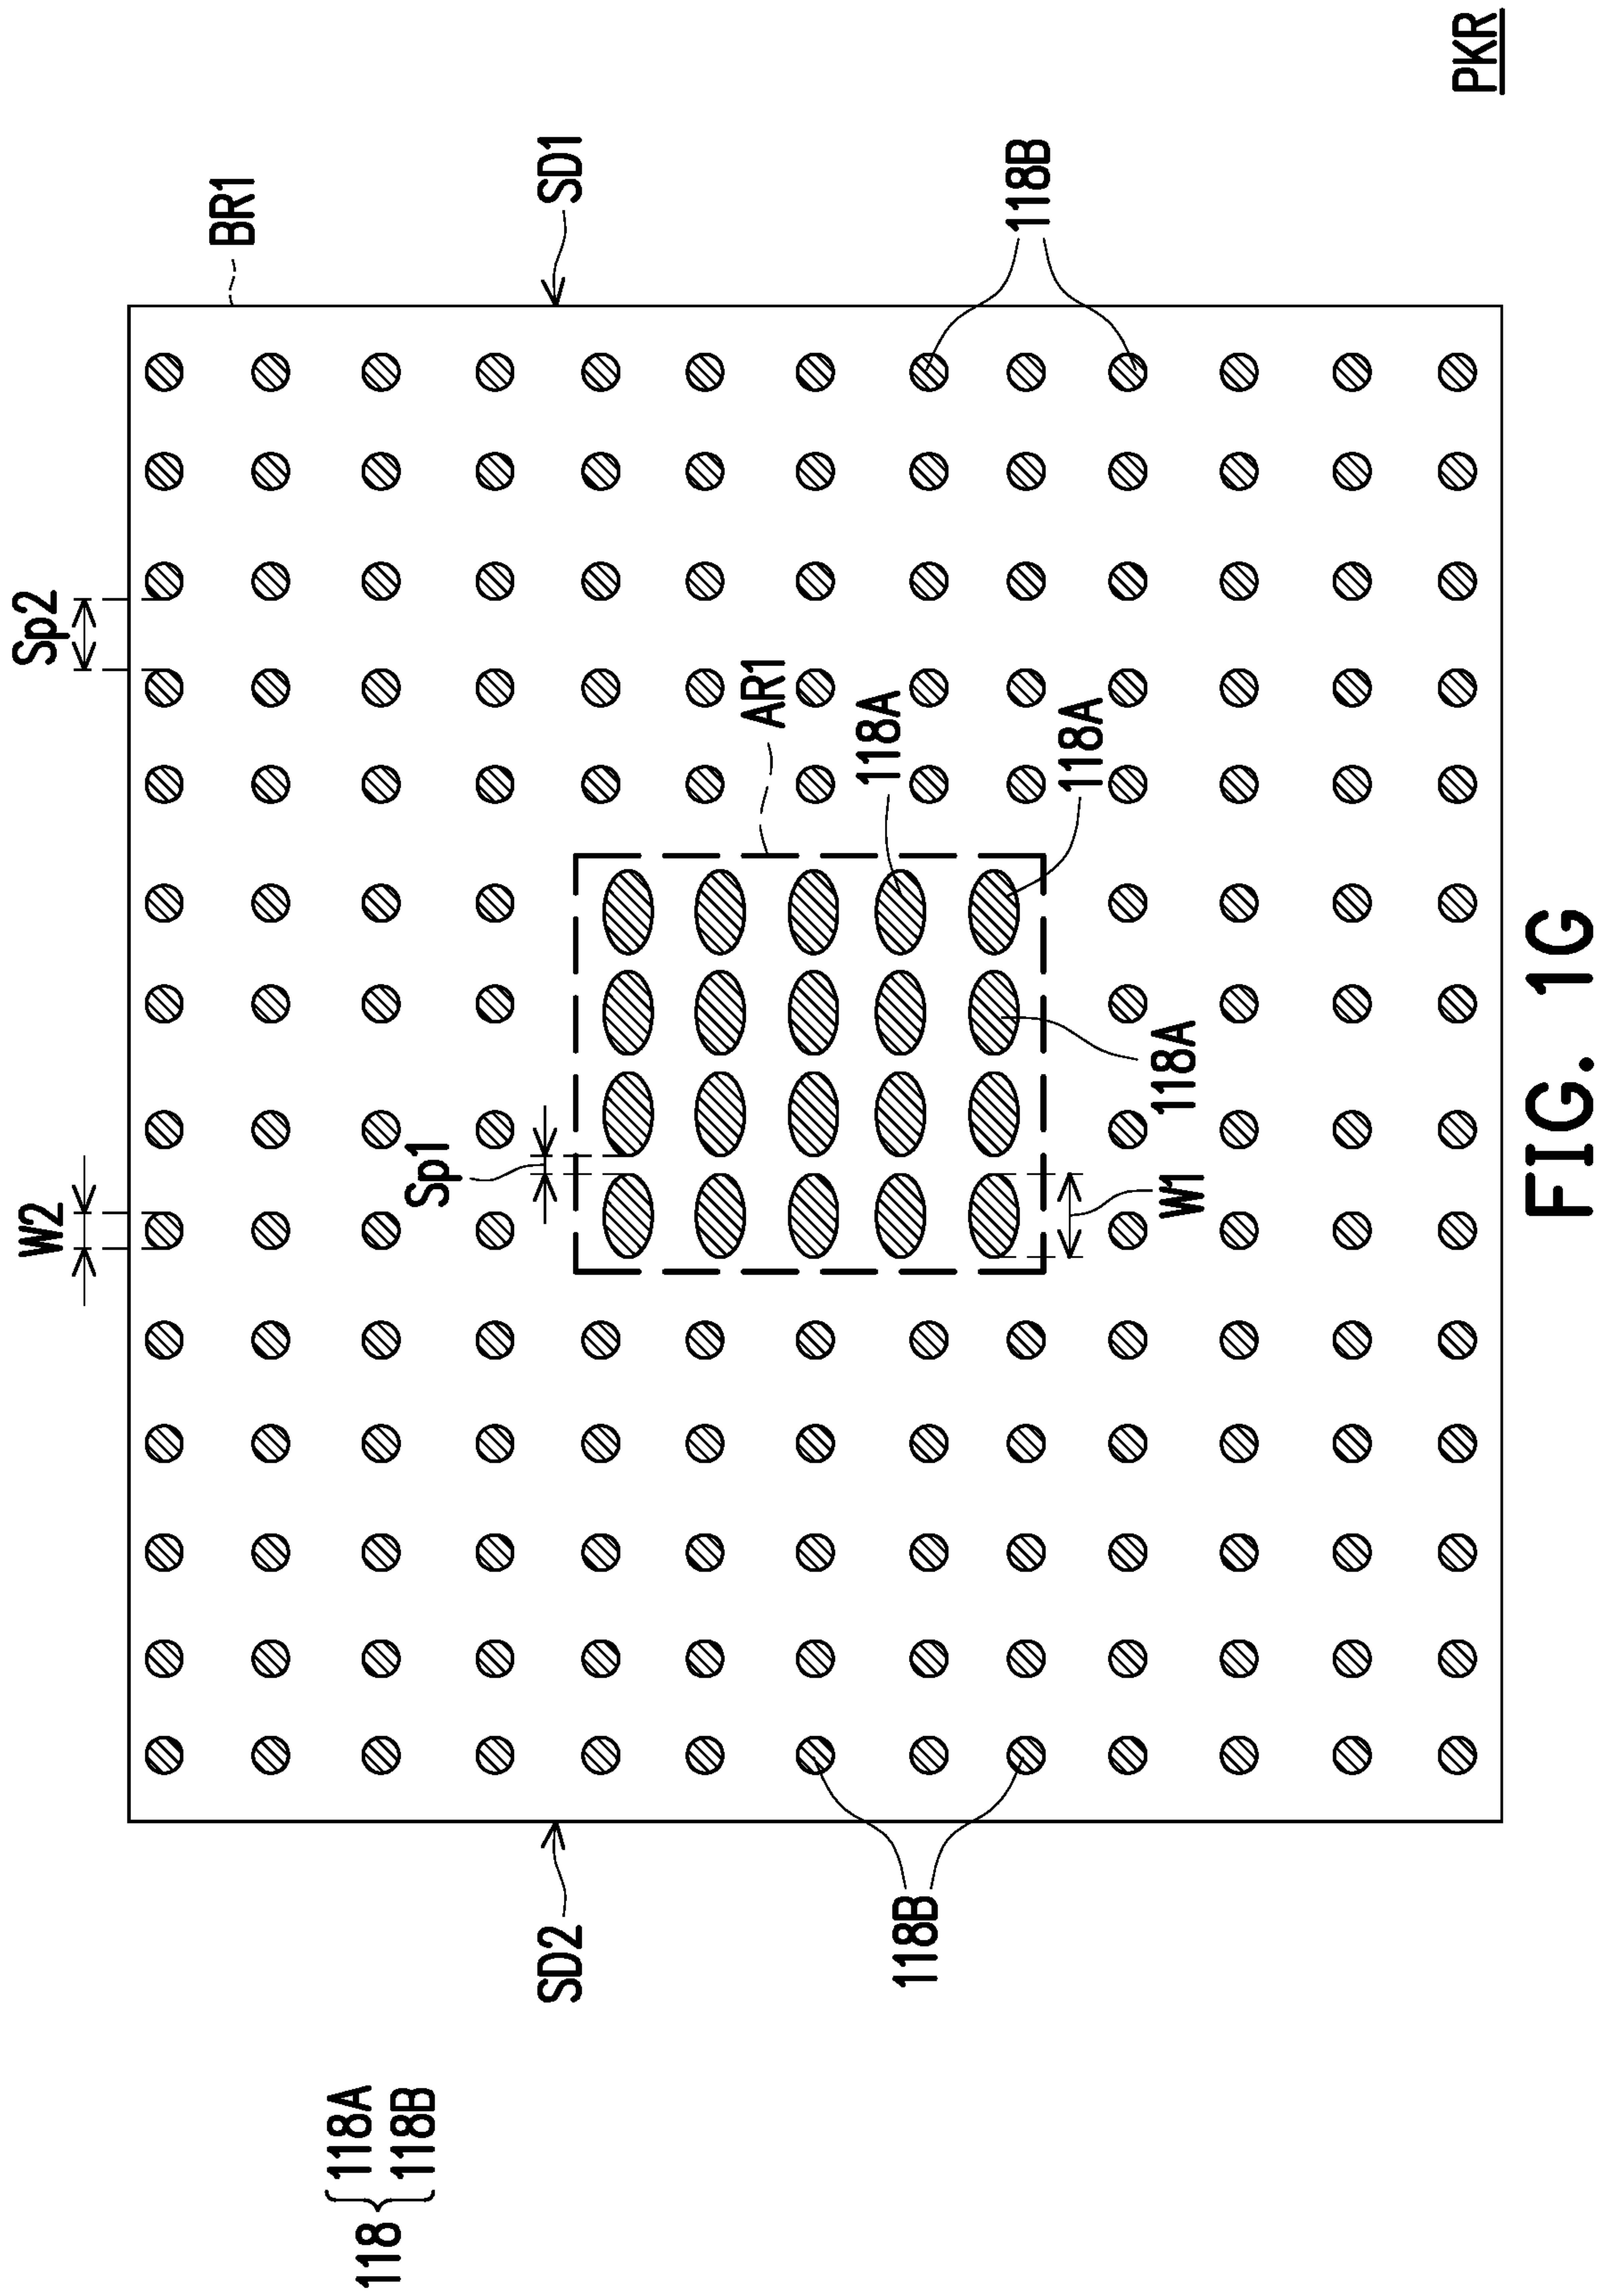 118 { 118A
118B
W2
Sp2
BR1
Sp1
SD2
SD1
AR1
118A
118A
118A
W1
118B
118B
PKR
FIG. 1G